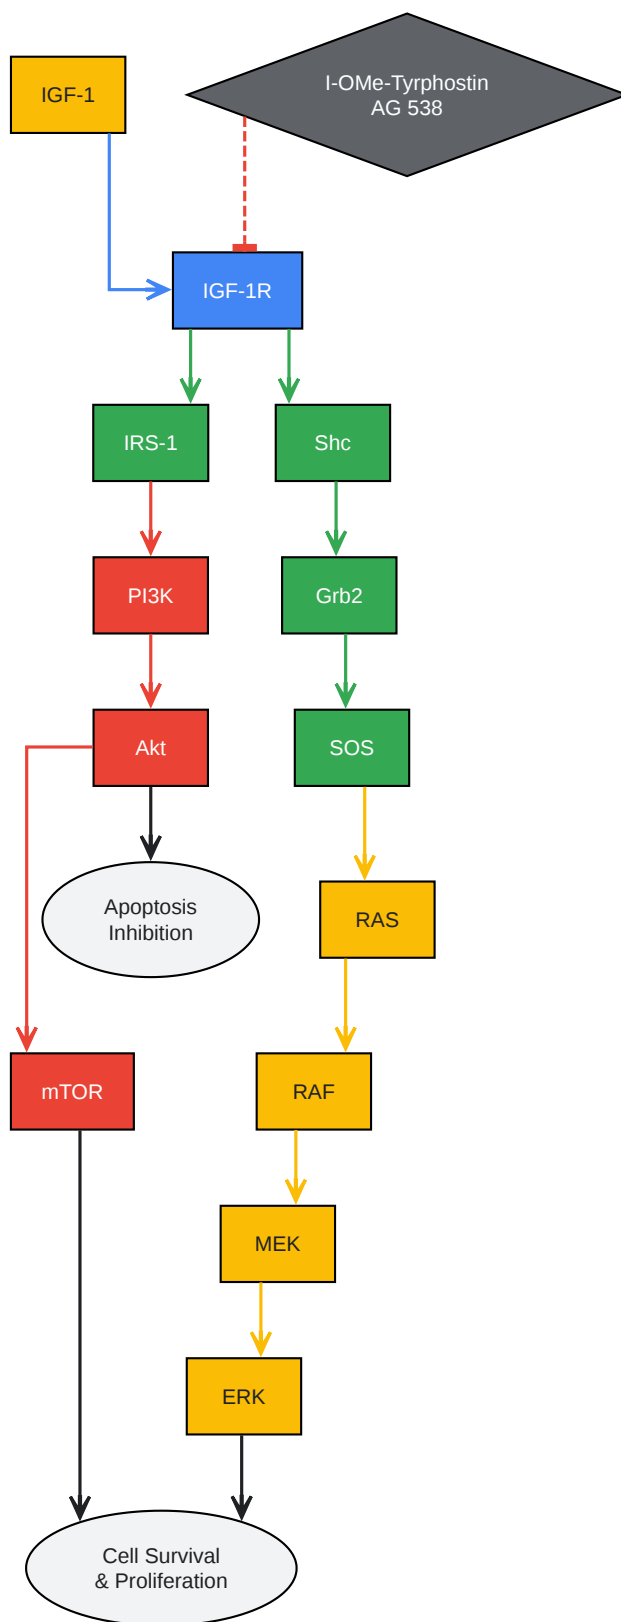 IGF-1
I-OMe-Tyrphostin
AG 538
IGF-1R
IRS-1
Shc
PI3K
Grb2
Akt
SOS
Apoptosis
Inhibition
RAS
mTOR
RAF
MEK
ERK
Cell Survival
& Proliferation